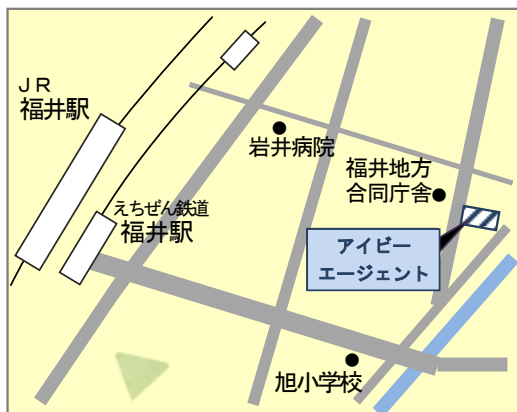 ＪＲ
福井駅
岩井病院
福井地方
合同庁舎
えちぜん鉄道
福井駅
アイビー
エージェント
旭小学校